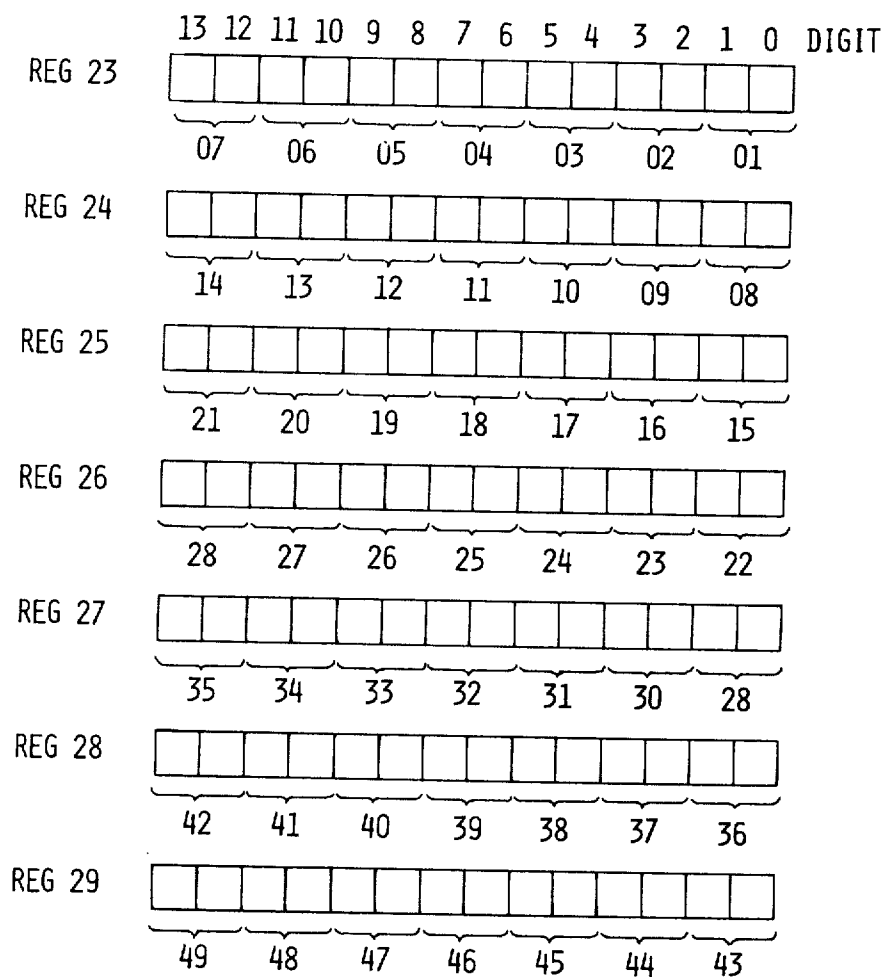 13 12 11 10 9 8 7 6 5 4 3 2 1 0 DIGIT
REG 23
07 06 05 04 03 02 01
REG 24
14 13 12 11 10 09 08
REG 25
21 20 19 18 17 16 15
REG 26
28 27 26 25 24 23 22
REG 27
35 34 33 32 31 30 28
REG 28
42 41 40 39 38 37 36
REG 29
49 48 47 46 45 44 43